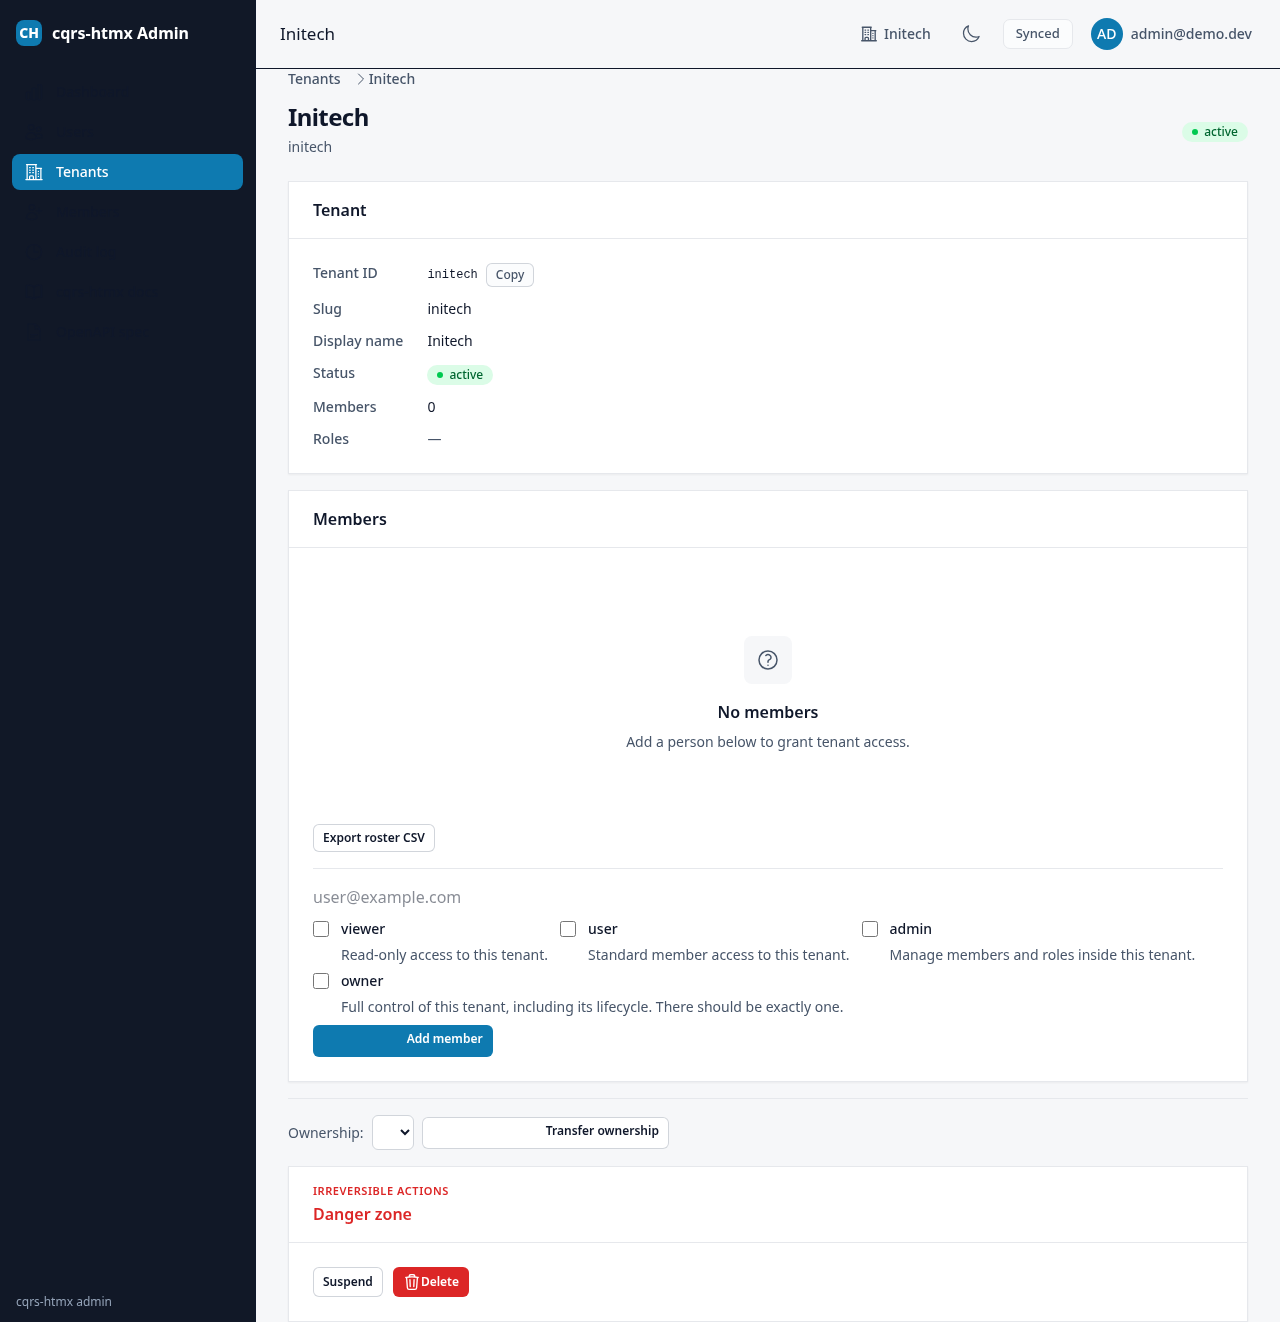 CH cqrs-htmx Admin
Initech
Initech
Synced
AD admin@demo.dev
Tenants
Tenants
Initech
Initech
initech
active
Tenant
Tenant ID initech Copy
Slug initech
Display name Initech
Status active
Members 0
Roles —
Members
No members
Add a person below to grant tenant access.
Export roster CSV
user@example.com
viewer
Read-only access to this tenant.
user
Standard member access to this tenant.
admin
Manage members and roles inside this tenant.
owner
Full control of this tenant, including its lifecycle. There should be exactly one.
Add member
Ownership:
Transfer ownership
IRREVERSIBLE ACTIONS
Danger zone
Suspend
Delete
cqrs-htmx admin